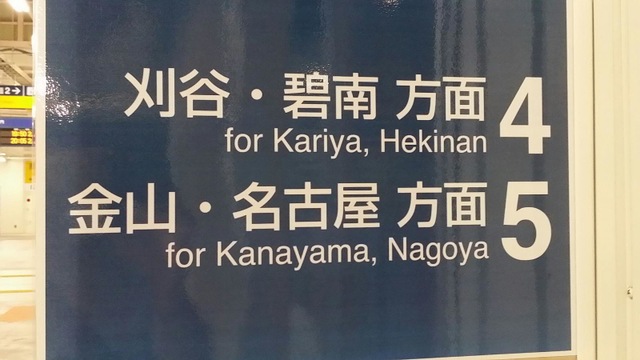 刈谷・碧南 方面 4
for Kariya, Hekinan
金山・名古屋 方面 5
for Kanayama, Nagoya